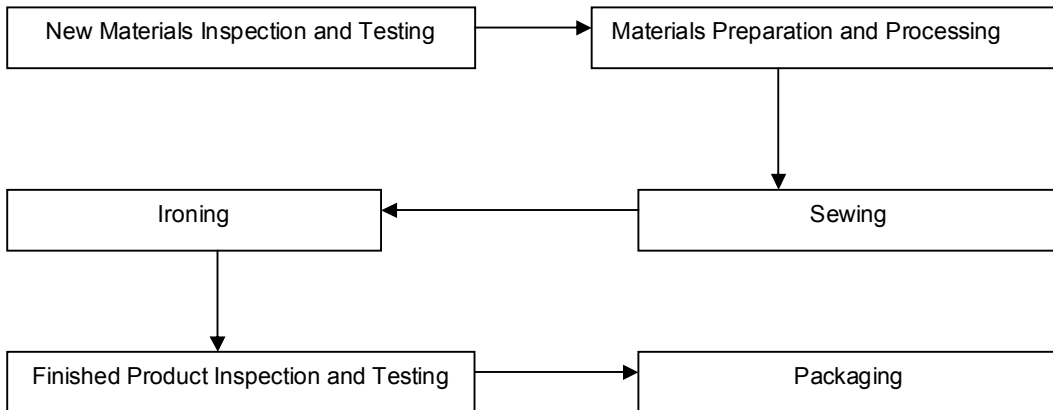 New Materials Inspection and Testing
Materials Preparation and Processing
Ironing
Sewing
Finished Product Inspection and Testing
Packaging